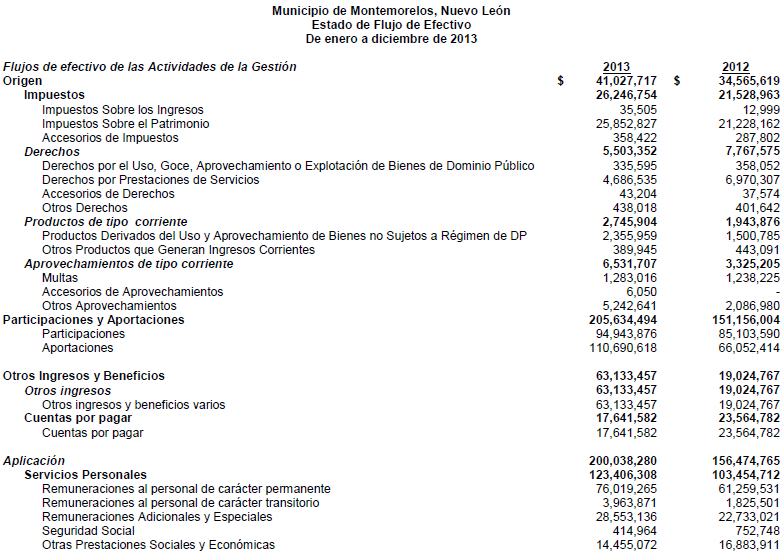 Municipio de Montemorelos, Nuevo León
Estado de Flujo de Efectivo
De enero a diciembre de 2013
Flujos de efectivo de las Actividades de la Gestión 2013 2012
Origen $ 41,027,717 $ 34,565,619
Impuestos 26,246,754 21,528,963
Impuestos Sobre los Ingresos 35,505 12,999
Impuestos Sobre el Patrimonio 25,852,827 21,228,162
Accesorios de Impuestos 358,422 287,802
Derechos 5,503,352 7,767,575
Derechos por el Uso, Goce, Aprovechamiento o Explotación de Bienes de Dominio Público 335,595 358,052
Derechos por Prestaciones de Servicios 4,686,535 6,970,307
Accesorios de Derechos 43,204 37,574
Otros Derechos 438,018 401,642
Productos de tipo corriente 2,745,904 1,943,876
Productos Derivados del Uso y Aprovechamiento de Bienes no Sujetos a Régimen de DP 2,355,959 1,500,785
Otros Productos que Generan Ingresos Corrientes 389,945 443,091
Aprovechamientos de tipo corriente 6,531,707 3,325,205
Multas 1,283,016 1,238,225
Accesorios de Aprovechamientos 6,050 -
Otros Aprovechamientos 5,242,641 2,086,980
Participaciones y Aportaciones 205,634,494 151,156,004
Participaciones 94,943,876 85,103,590
Aportaciones 110,690,618 66,052,414
Otros Ingresos y Beneficios 63,133,457 19,024,767
Otros ingresos 63,133,457 19,024,767
Otros ingresos y beneficios varios 63,133,457 19,024,767
Cuentas por pagar 17,641,582 23,564,782
Cuentas por pagar 17,641,582 23,564,782
Aplicación 200,038,280 156,474,765
Servicios Personales 123,406,308 103,454,712
Remuneraciones al personal de carácter permanente 76,019,265 61,259,531
Remuneraciones al personal de carácter transitorio 3,963,871 1,825,501
Remuneraciones Adicionales y Especiales 28,553,136 22,733,021
Seguridad Social 414,964 752,748
Otras Prestaciones Sociales y Económicas 14,455,072 16,883,911